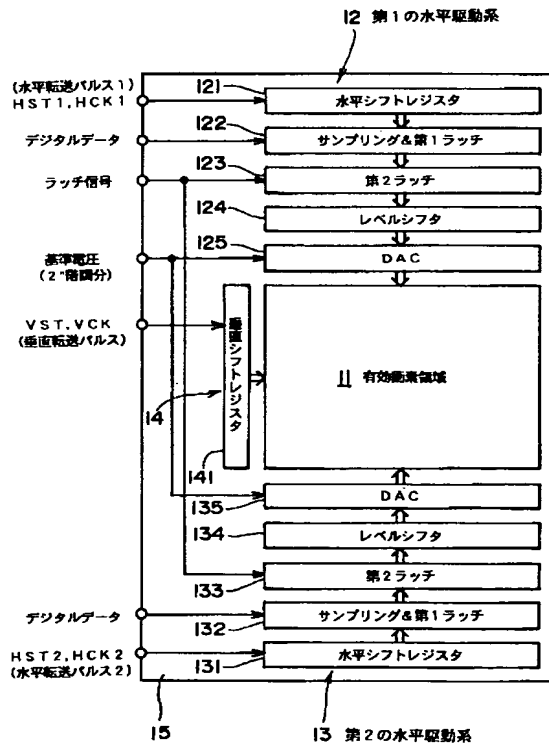 12 第1の水平駆動系
(水平転送パルス1)
HST1,HCK1
121
水平シフトレジスタ
デジタルデータ
122
サンプリング&第1ラッチ
ラッチ信号
123
第2ラッチ
124
レベルシフタ
基準電圧
(2ⁿ階調分)
125
DAC
VST,VCK
(垂直転送パルス)
14
垂直シフトレジスタ
141
11 有効画素領域
135
DAC
134
レベルシフタ
133
第2ラッチ
デジタルデータ
132
サンプリング&第1ラッチ
HST2,HCK2
(水平転送パルス2)
131
水平シフトレジスタ
15
13 第2の水平駆動系